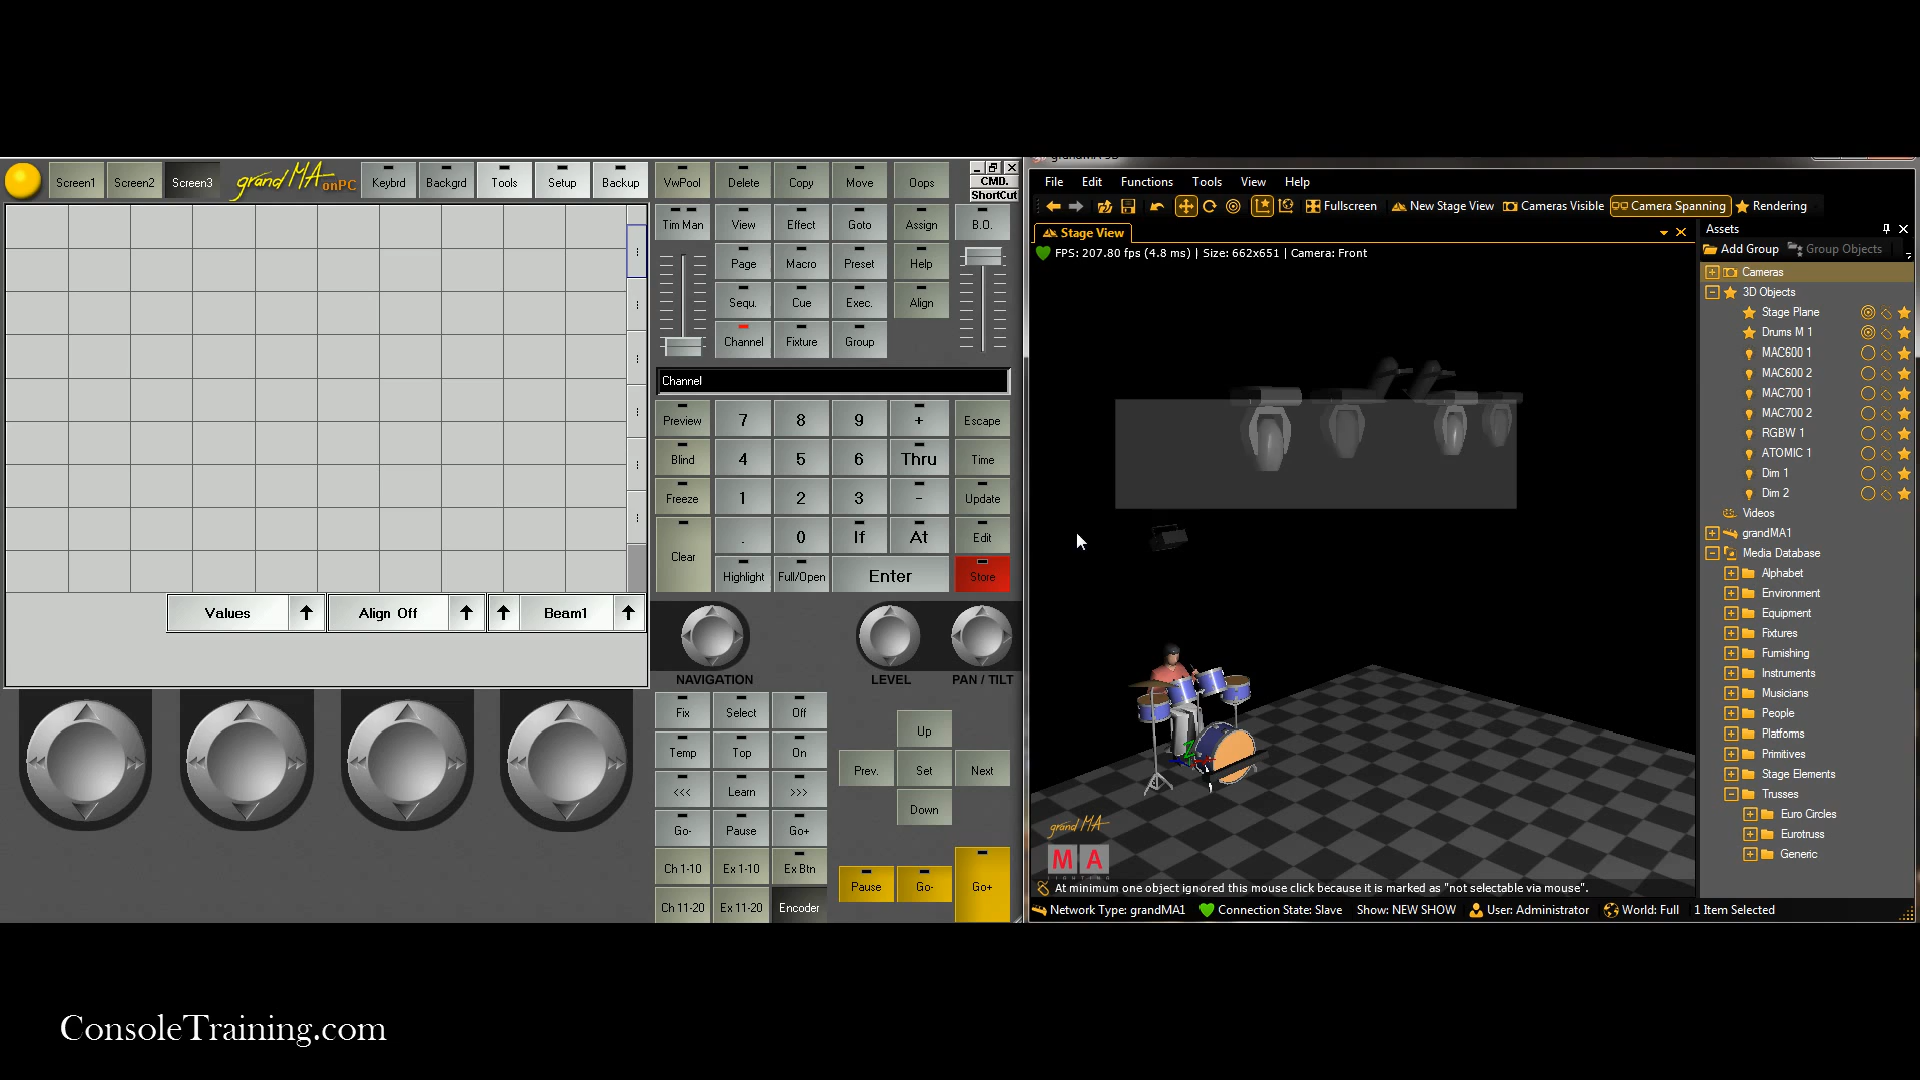 Screen1 Screen2 Screen3 grandMA onPC Keybrd Backgrd Tools Setup Backup
VwPool Delete Copy Move Oops CMD. ShortCut
Tim Man View Effect Goto Assign B.O.
Page Macro Preset Help
Sequ. Cue Exec. Align
Channel Fixture Group
Channel
Preview 7 8 9 + Escape
Blind 4 5 6 Thru Time
Freeze 1 2 3 - Update
Clear . 0 If At Edit
Highlight Full/Open Enter Store
Values Align Off Beam1
NAVIGATION LEVEL PAN / TILT
Fix Select Off
Temp Top On
<<< Learn >>>
Go- Pause Go+
Ch 1-10 Ex 1-10 Ex Btn
Ch 11-20 Ex 11-20 Encoder
Up
Prev. Set Next
Down
Pause Go- Go+
File Edit Functions Tools View Help
Fullscreen New Stage View Cameras Visible Camera Spanning Rendering
Stage View
FPS: 207.80 fps (4.8 ms) | Size: 662x651 | Camera: Front
grandMA
MA
At minimum one object ignored this mouse click because it is marked as "not selectable via mouse".
Network Type: grandMA1 Connection State: Slave Show: NEW SHOW User: Administrator World: Full 1 Item Selected
Assets
Add Group Group Objects
Cameras
3D Objects
Stage Plane
Drums M 1
MAC600 1
MAC600 2
MAC700 1
MAC700 2
RGBW 1
ATOMIC 1
Dim 1
Dim 2
Videos
grandMA1
Media Database
Alphabet
Environment
Equipment
Fixtures
Furnishing
Instruments
Musicians
People
Platforms
Primitives
Stage Elements
Trusses
Euro Circles
Eurotruss
Generic
ConsoleTraining.com